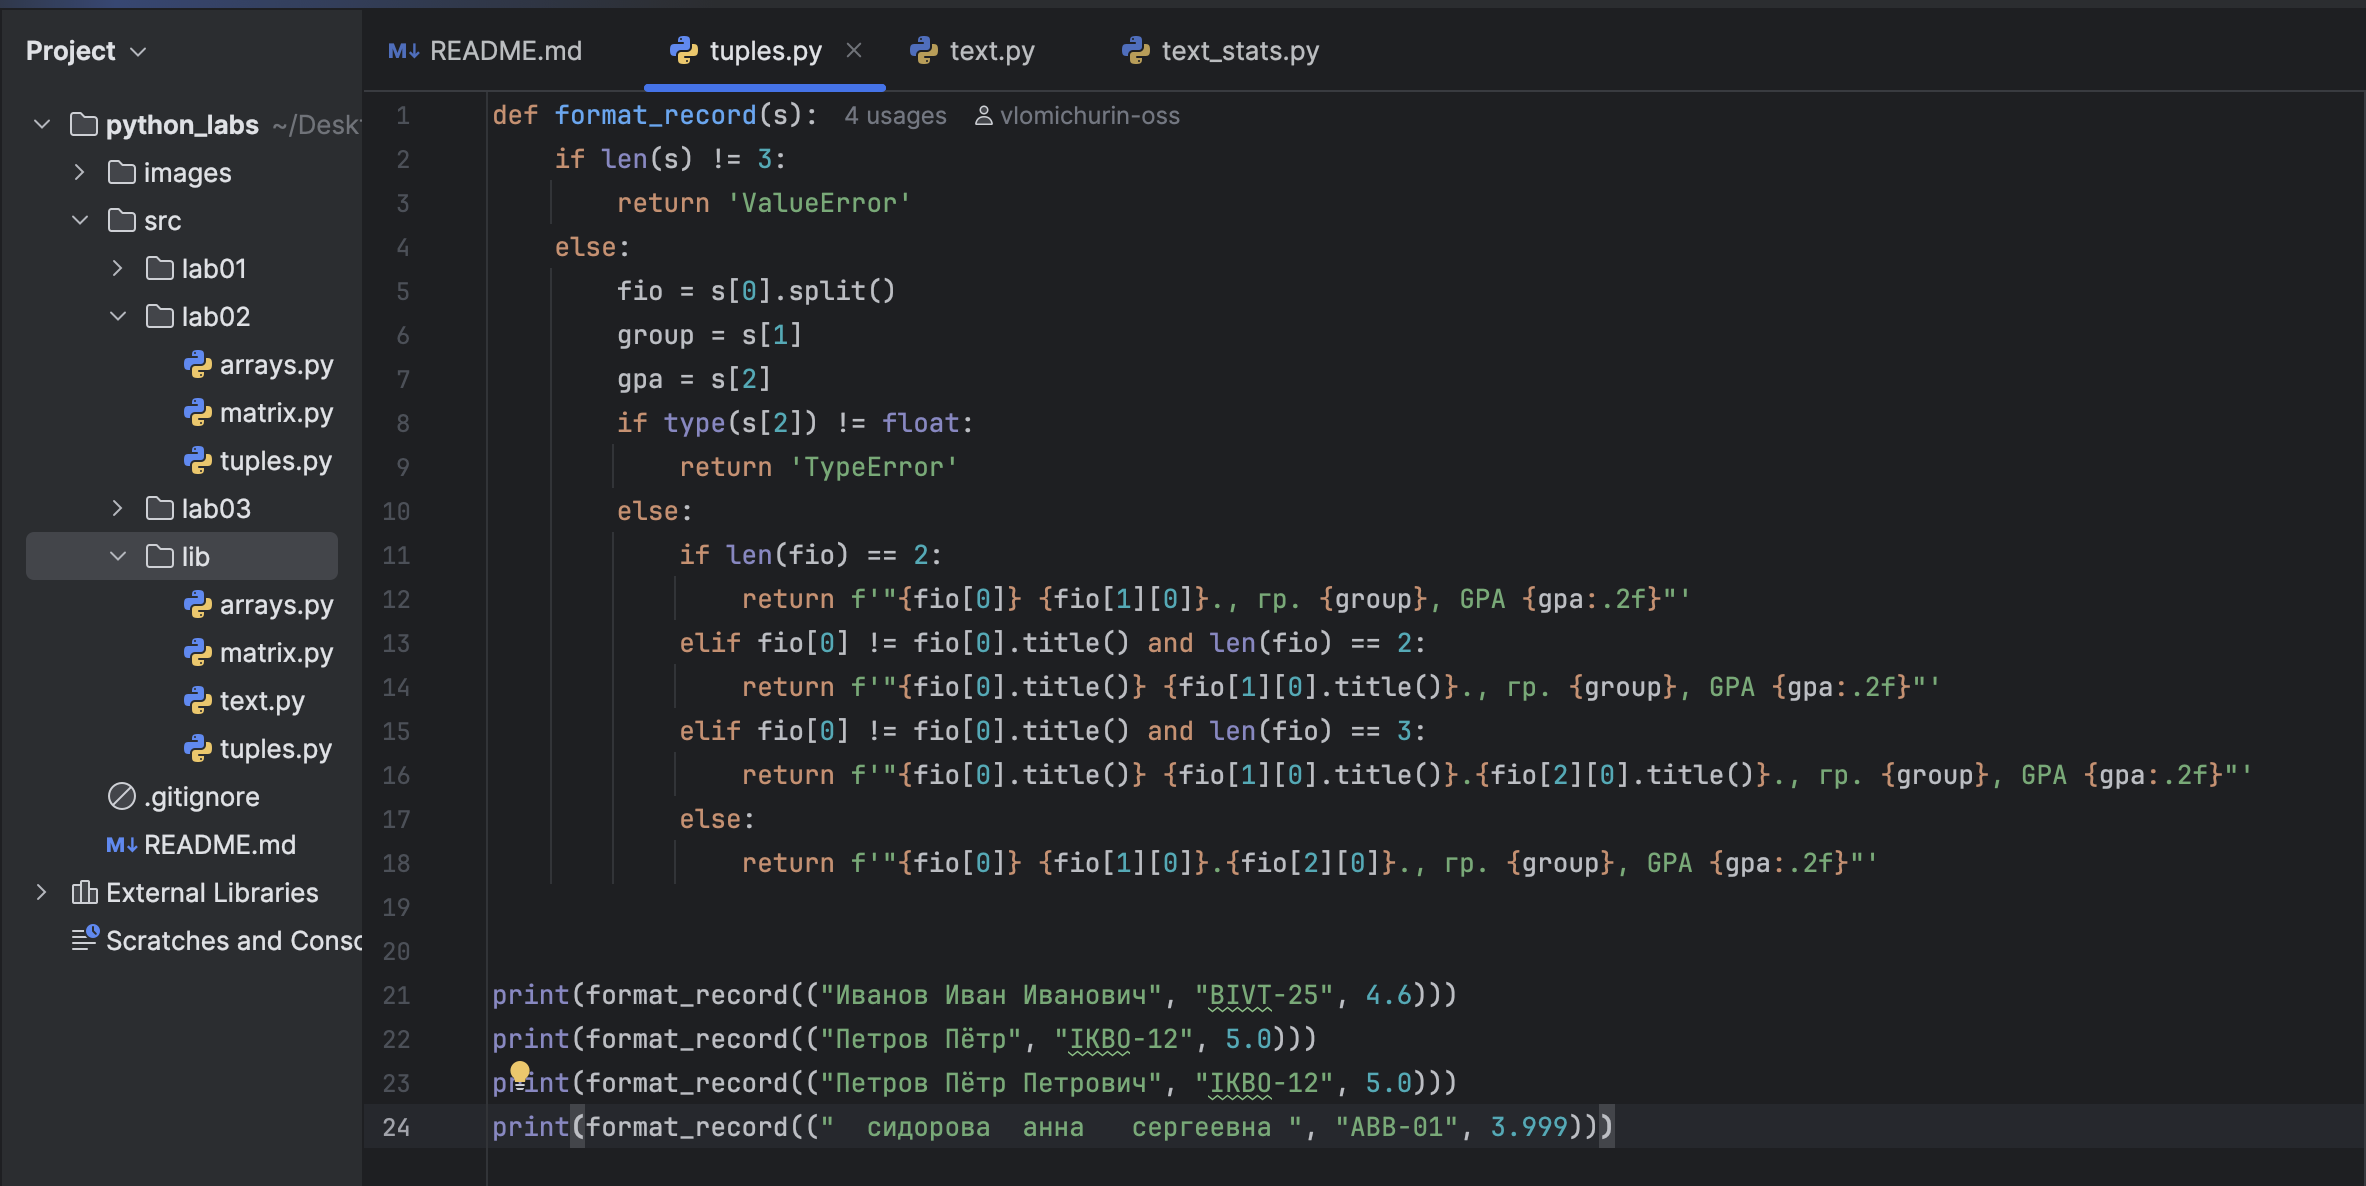 Project
python_labs ~/Desk
images
src
lab01
lab02
arrays.py
matrix.py
tuples.py
lab03
lib
arrays.py
matrix.py
text.py
tuples.py
.gitignore
README.md
External Libraries
Scratches and Consc
README.md tuples.py text.py text_stats.py
1 def format_record(s): 4 usages vlomichurin-oss
2 if len(s) != 3:
3 return 'ValueError'
4 else:
5 fio = s[0].split()
6 group = s[1]
7 gpa = s[2]
8 if type(s[2]) != float:
9 return 'TypeError'
10 else:
11 if len(fio) == 2:
12 return f'"{fio[0]} {fio[1][0]}., гр. {group}, GPA {gpa:.2f}"'
13 elif fio[0] != fio[0].title() and len(fio) == 2:
14 return f'"{fio[0].title()} {fio[1][0].title()}., гр. {group}, GPA {gpa:.2f}"'
15 elif fio[0] != fio[0].title() and len(fio) == 3:
16 return f'"{fio[0].title()} {fio[1][0].title()}.{fio[2][0].title()}., гр. {group}, GPA {gpa:.2f}"'
17 else:
18 return f'"{fio[0]} {fio[1][0]}.{fio[2][0]}., гр. {group}, GPA {gpa:.2f}"'
19
20
21 print(format_record(("Иванов Иван Иванович", "BIVT-25", 4.6)))
22 print(format_record(("Петров Пётр", "IKBO-12", 5.0)))
23 print(format_record(("Петров Пётр Петрович", "IKBO-12", 5.0)))
24 print(format_record(("  сидорова  анна   сергеевна ", "ABB-01", 3.999)))